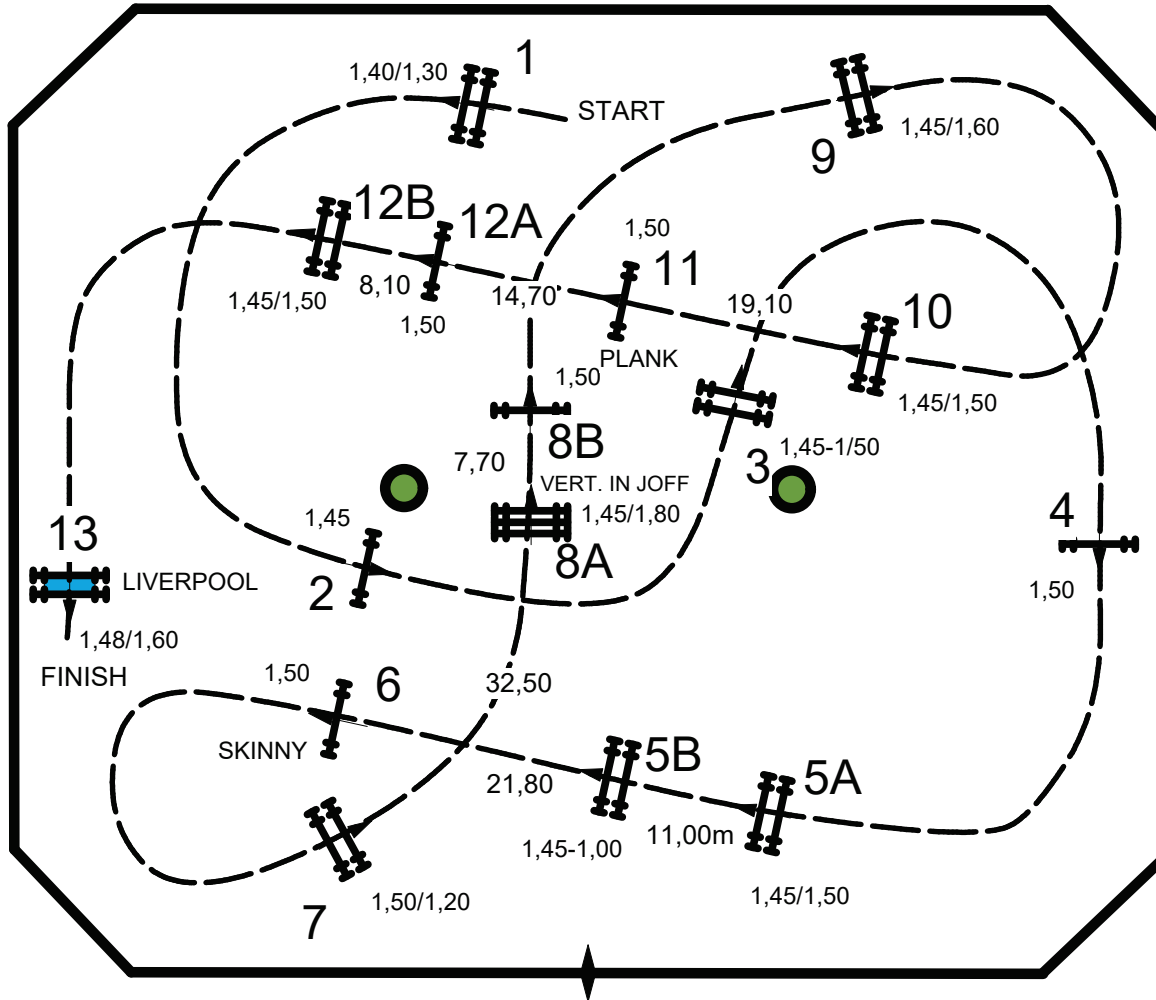 1
1,40/1,30
START
9
1,45/1,60
12B
12A
1,50
11
8,10
1,45/1,50
14,70
19,10
10
1,50
PLANK
1,50
8B
1,45/1,50
3
1,45-1/50
7,70
VERT. IN JOFF
1,45/1,80
8A
1,45
2
4
1,50
13
LIVERPOOL
1,48/1,60
FINISH
1,50
6
32,50
SKINNY
21,80
5B
5A
1,45-1,00
11,00m
1,45/1,50
7
1,50/1,20